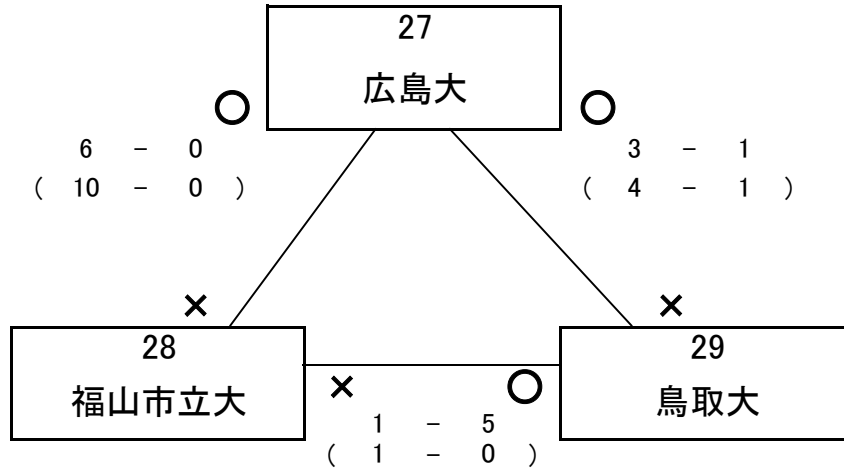 27
広島大
○ ○
6 － 0
( 10 － 0 )
3 － 1
( 4 － 1 )
× ×
28
福山市立大
29
鳥取大
× ○
1 － 5
( 1 － 0 )